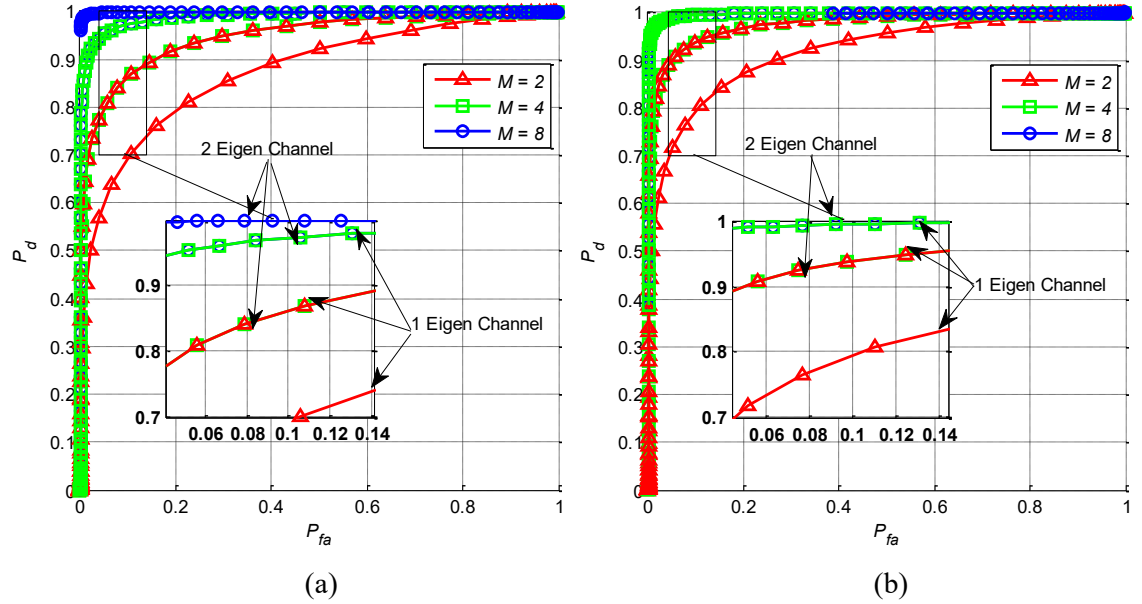 1
0.9
0.8
0.7
0.6
0.5
0.4
0.3
0.2
0.1
0
P_d
0 0.2 0.4 0.6 0.8 1
P_fa
M = 2
M = 4
M = 8
2 Eigen Channel
1 Eigen Channel
0.9
0.8
0.7
0.06 0.08 0.1 0.12 0.14
(a)
1
0.9
0.8
0.7
0.6
0.5
0.4
0.3
0.2
0.1
0
P_d
0 0.2 0.4 0.6 0.8 1
P_fa
M = 2
M = 4
M = 8
2 Eigen Channel
1 Eigen Channel
1
0.9
0.8
0.7
0.06 0.08 0.1 0.12 0.14
(b)